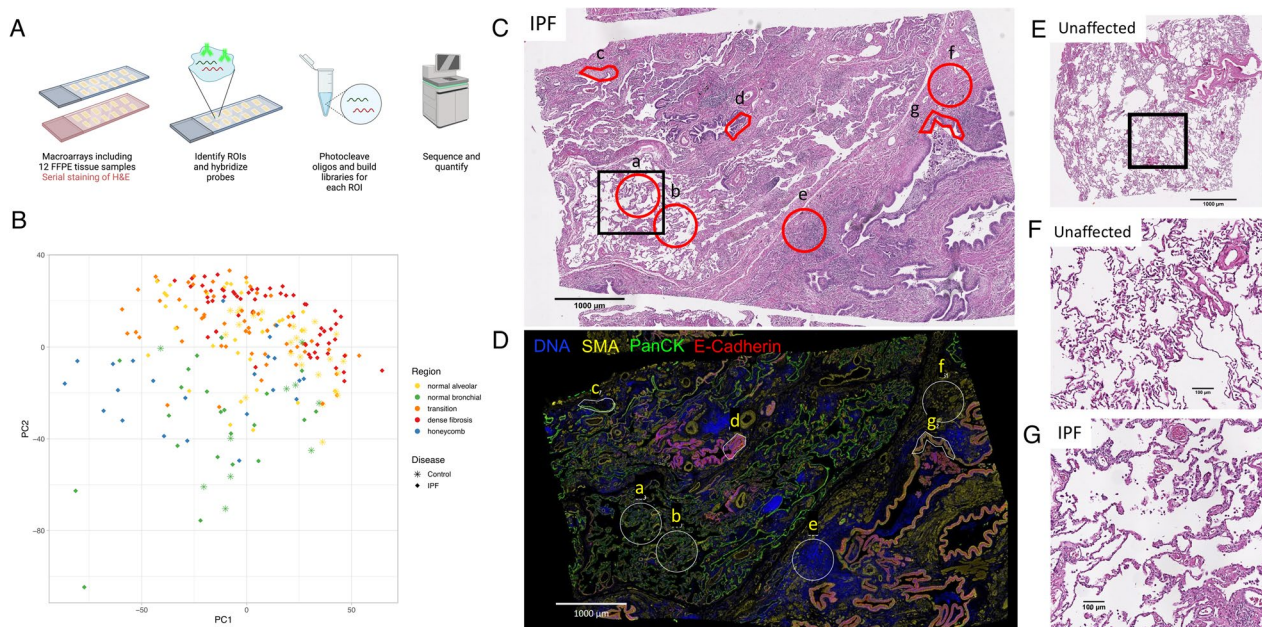 A
Macroarrays including
12 FFPE tissue samples
Serial staining of H&E
Identify ROIs
and hybridize
probes
Photocleave
oligos and build
libraries for
each ROI
Sequence and
quantify
B
40
0
−40
−80
PC2
−50
0
50
PC1
Region
normal alveolar
normal bronchial
transition
dense fibrosis
honeycomb
Disease
Control
IPF
C
IPF
c
d
a
b
e
f
g
1000 µm
D
DNA SMA PanCK E-Cadherin
c
d
a
b
e
f
g
1000 µm
E
Unaffected
1000 µm
F
Unaffected
100 µm
G
IPF
100 µm